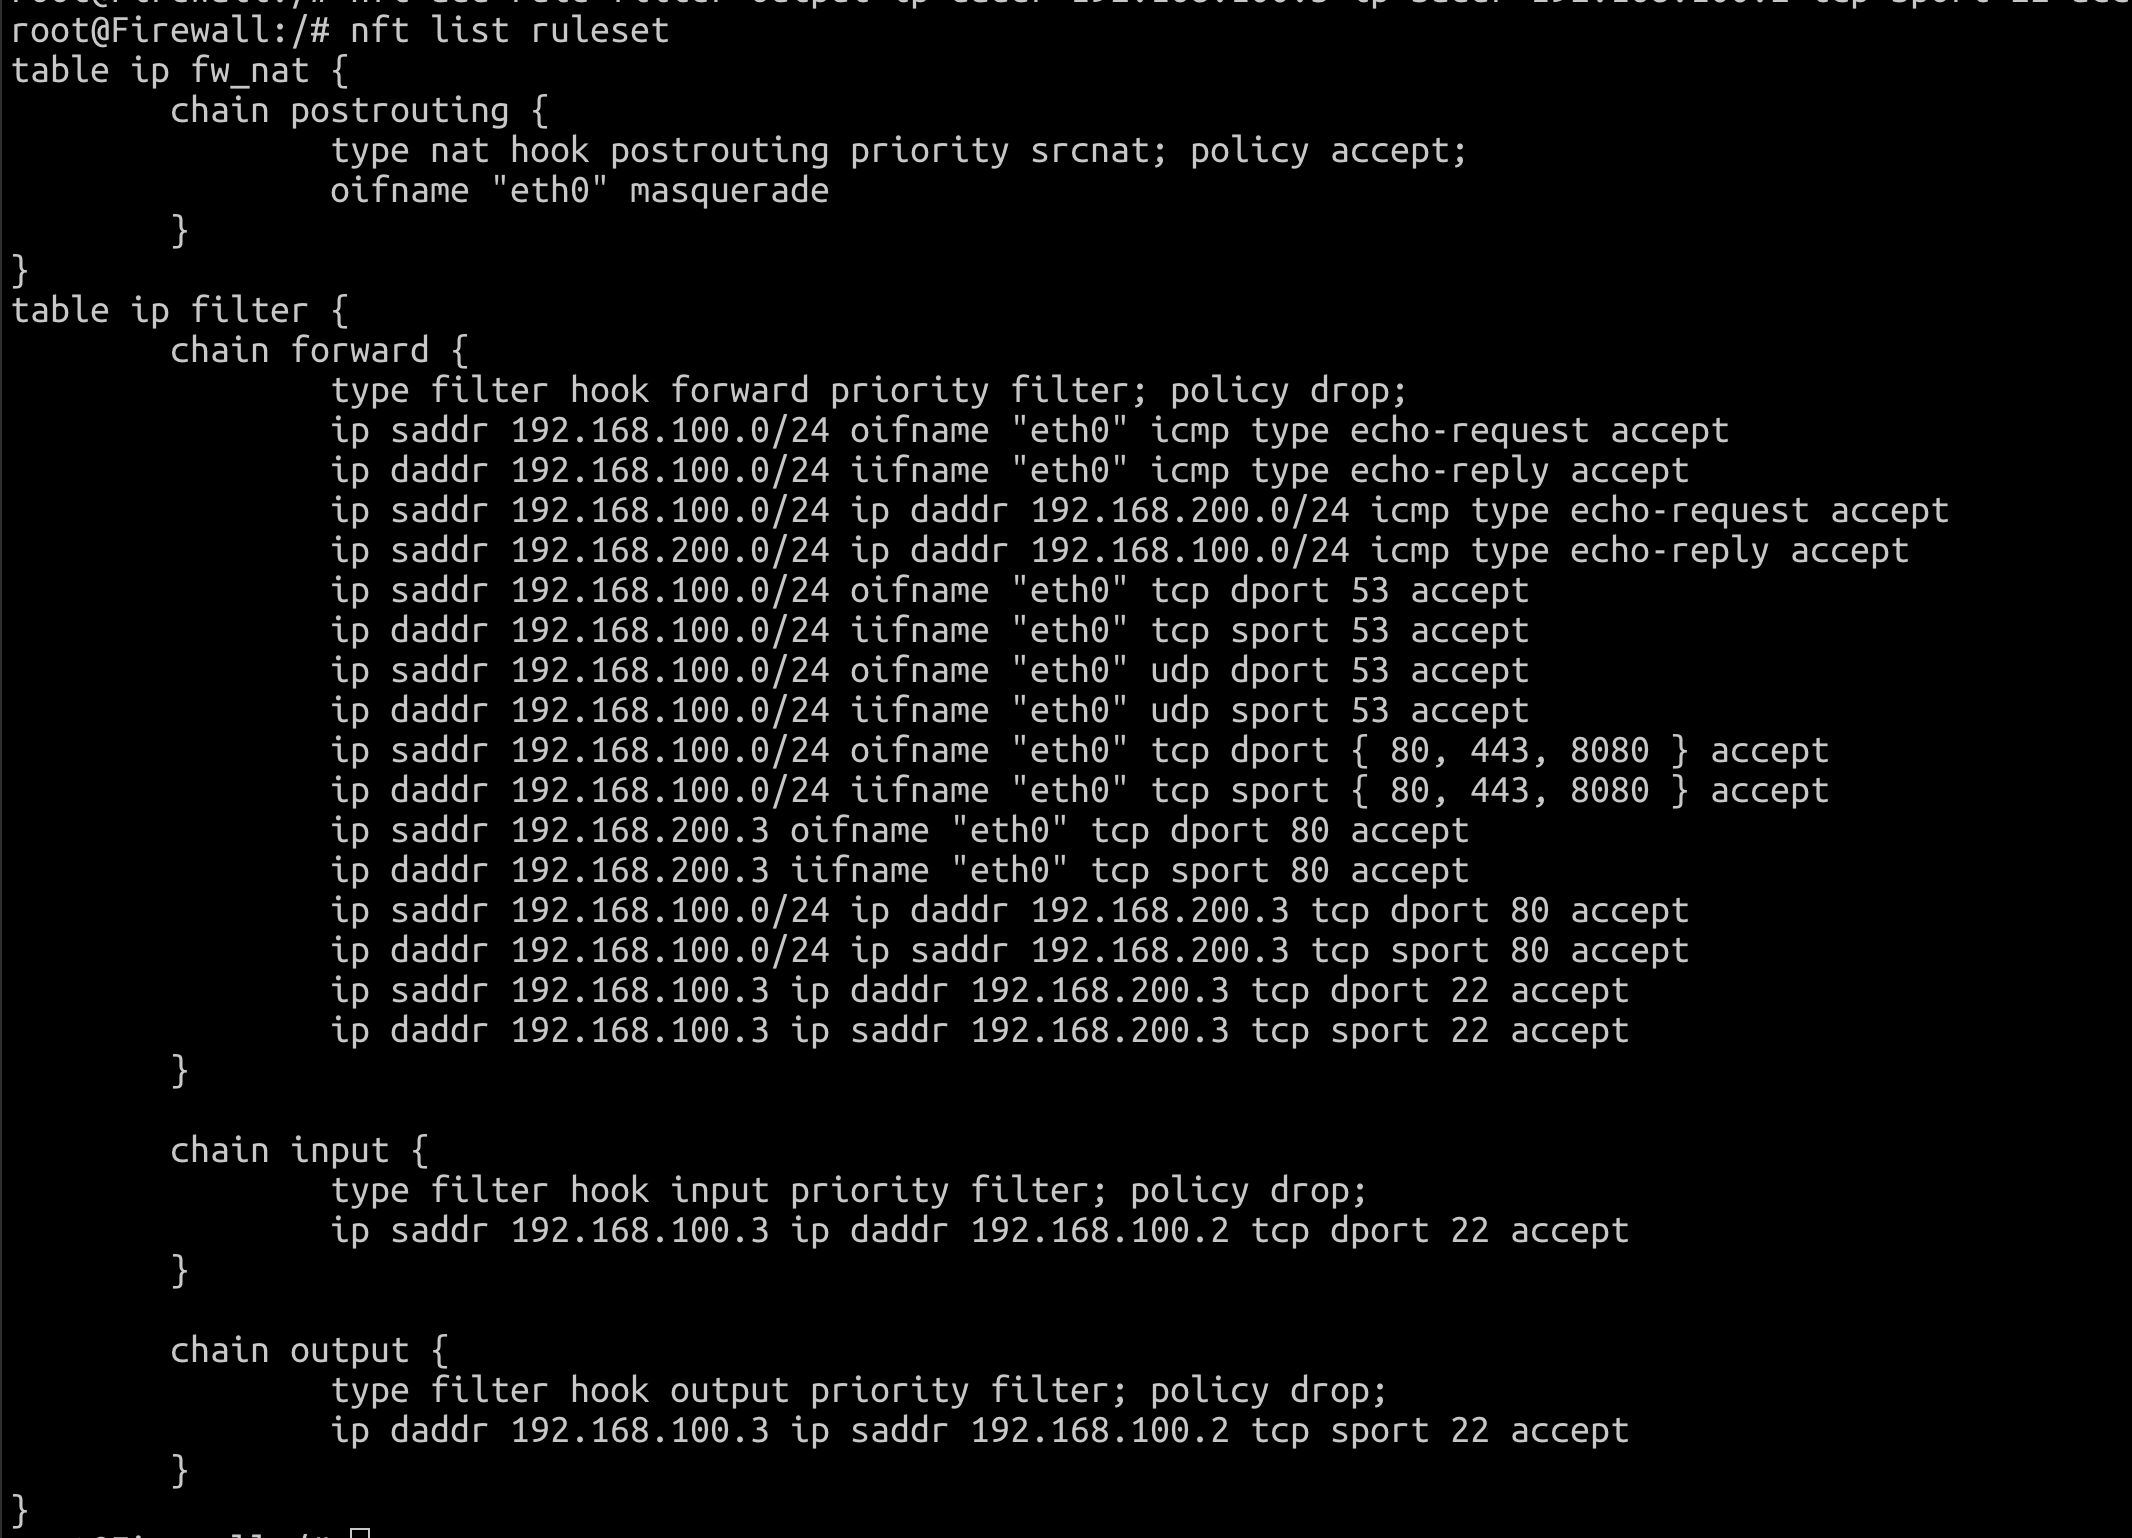 root@Firewall:/# nft list ruleset
table ip fw_nat {
        chain postrouting {
                type nat hook postrouting priority srcnat; policy accept;
                oifname "eth0" masquerade
        }
}
table ip filter {
        chain forward {
                type filter hook forward priority filter; policy drop;
                ip saddr 192.168.100.0/24 oifname "eth0" icmp type echo-request accept
                ip daddr 192.168.100.0/24 iifname "eth0" icmp type echo-reply accept
                ip saddr 192.168.100.0/24 ip daddr 192.168.200.0/24 icmp type echo-request accept
                ip saddr 192.168.200.0/24 ip daddr 192.168.100.0/24 icmp type echo-reply accept
                ip saddr 192.168.100.0/24 oifname "eth0" tcp dport 53 accept
                ip daddr 192.168.100.0/24 iifname "eth0" tcp sport 53 accept
                ip saddr 192.168.100.0/24 oifname "eth0" udp dport 53 accept
                ip daddr 192.168.100.0/24 iifname "eth0" udp sport 53 accept
                ip saddr 192.168.100.0/24 oifname "eth0" tcp dport { 80, 443, 8080 } accept
                ip daddr 192.168.100.0/24 iifname "eth0" tcp sport { 80, 443, 8080 } accept
                ip saddr 192.168.200.3 oifname "eth0" tcp dport 80 accept
                ip daddr 192.168.200.3 iifname "eth0" tcp sport 80 accept
                ip saddr 192.168.100.0/24 ip daddr 192.168.200.3 tcp dport 80 accept
                ip daddr 192.168.100.0/24 ip saddr 192.168.200.3 tcp sport 80 accept
                ip saddr 192.168.100.3 ip daddr 192.168.200.3 tcp dport 22 accept
                ip daddr 192.168.100.3 ip saddr 192.168.200.3 tcp sport 22 accept
        }

        chain input {
                type filter hook input priority filter; policy drop;
                ip saddr 192.168.100.3 ip daddr 192.168.100.2 tcp dport 22 accept
        }

        chain output {
                type filter hook output priority filter; policy drop;
                ip daddr 192.168.100.3 ip saddr 192.168.100.2 tcp sport 22 accept
        }
}